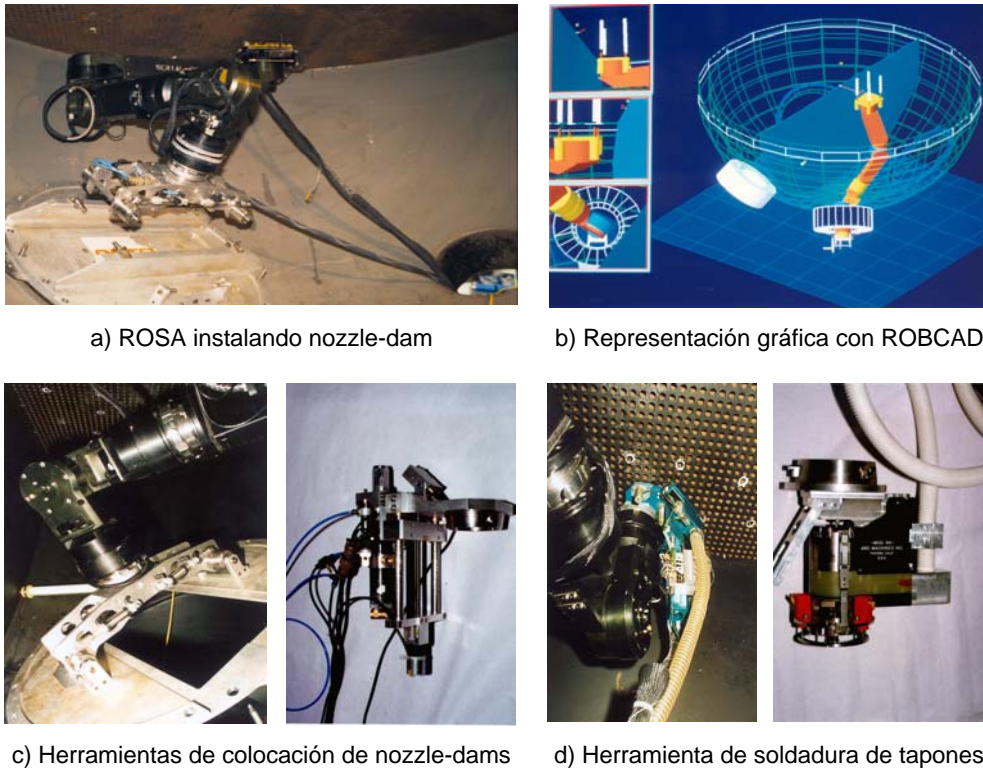 a) ROSA instalando nozzle-dam
b) Representación gráfica con ROBCAD
c) Herramientas de colocación de nozzle-dams
d) Herramienta de soldadura de tapones